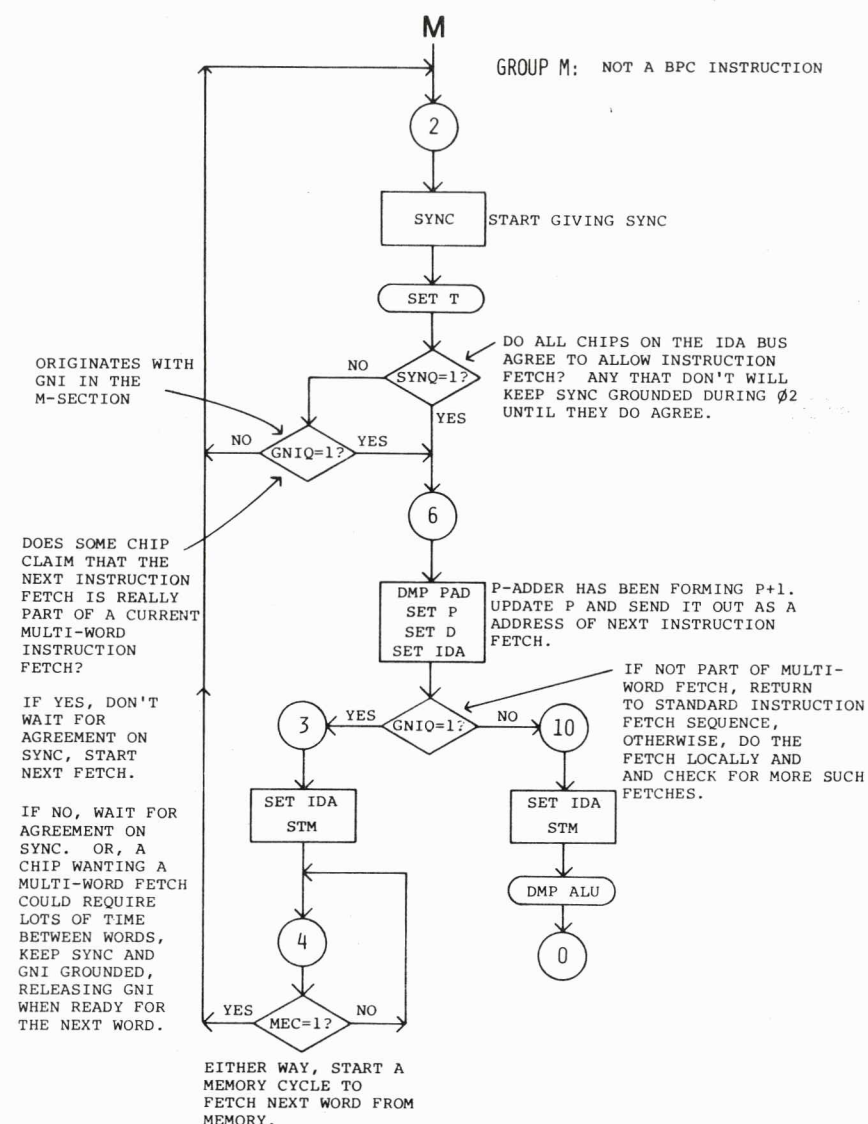 M
GROUP M: NOT A BPC INSTRUCTION
2
SYNC
START GIVING SYNC
SET T
DO ALL CHIPS ON THE IDA BUS
AGREE TO ALLOW INSTRUCTION
FETCH? ANY THAT DON'T WILL
KEEP SYNC GROUNDED DURING Ø2
UNTIL THEY DO AGREE.
SYNQ=1?
NO
YES
ORIGINATES WITH
GNI IN THE
M-SECTION
NO
GNIQ=1?
YES
6
DOES SOME CHIP
CLAIM THAT THE
NEXT INSTRUCTION
FETCH IS REALLY
PART OF A CURRENT
MULTI-WORD
INSTRUCTION
FETCH?
IF YES, DON'T
WAIT FOR
AGREEMENT ON
SYNC, START
NEXT FETCH.
IF NO, WAIT FOR
AGREEMENT ON
SYNC. OR, A
CHIP WANTING A
MULTI-WORD FETCH
COULD REQUIRE
LOTS OF TIME
BETWEEN WORDS,
KEEP SYNC AND
GNI GROUNDED,
RELEASING GNI
WHEN READY FOR
THE NEXT WORD.
DMP PAD
SET P
SET D
SET IDA
P-ADDER HAS BEEN FORMING P+1.
UPDATE P AND SEND IT OUT AS A
ADDRESS OF NEXT INSTRUCTION
FETCH.
IF NOT PART OF MULTI-
WORD FETCH, RETURN
TO STANDARD INSTRUCTION
FETCH SEQUENCE,
OTHERWISE, DO THE
FETCH LOCALLY AND
AND CHECK FOR MORE SUCH
FETCHES.
3
YES
GNIQ=1?
NO
10
SET IDA
STM
SET IDA
STM
DMP ALU
4
0
YES
MEC=1?
NO
EITHER WAY, START A
MEMORY CYCLE TO
FETCH NEXT WORD FROM
MEMORY.